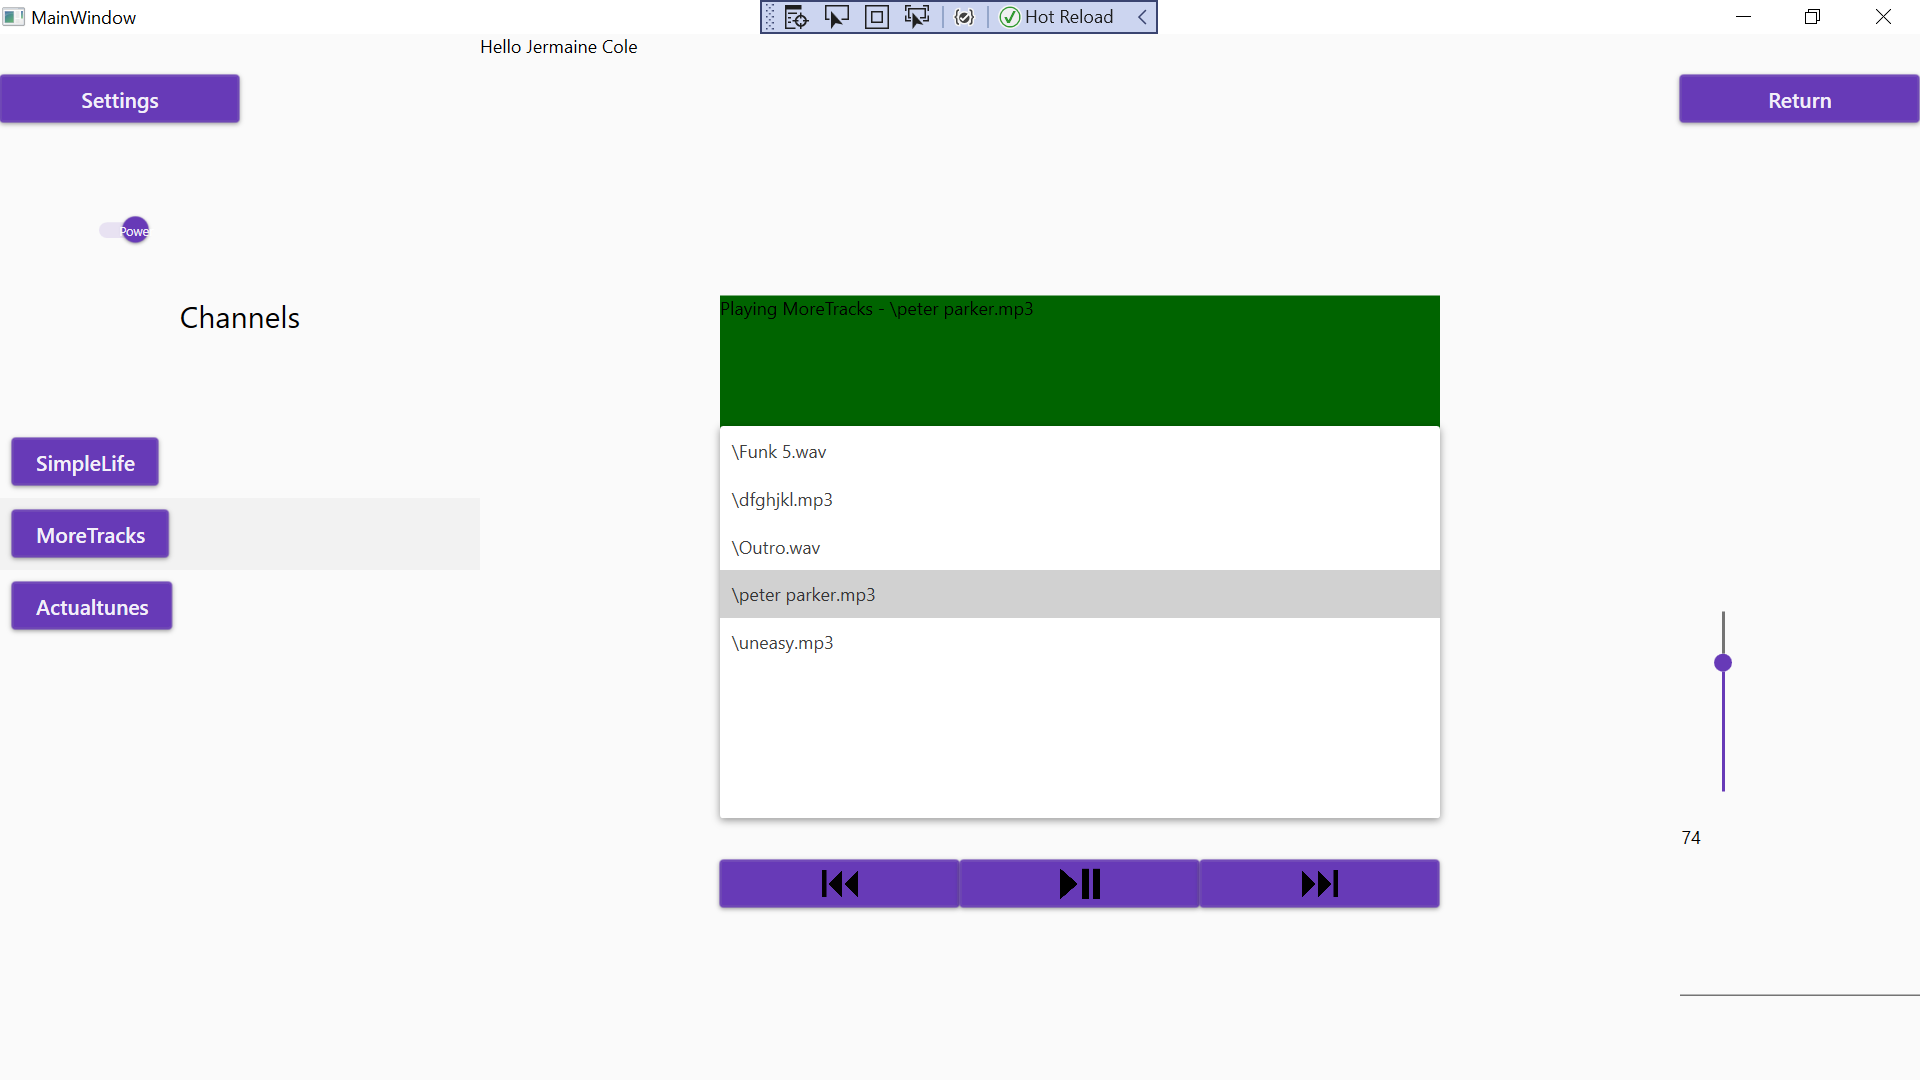 MainWindow
Hot Reload
Hello Jermaine Cole
Settings
Return
Powe
Channels
Playing MoreTracks - \peter parker.mp3
\Funk 5.wav
SimpleLife
\dfghjkl.mp3
MoreTracks
\Outro.wav
\peter parker.mp3
Actualtunes
\uneasy.mp3
74